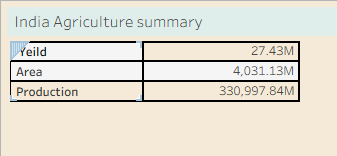 India Agriculture summary
Yeild 27.43M
Area 4,031.13M
Production 330,997.84M